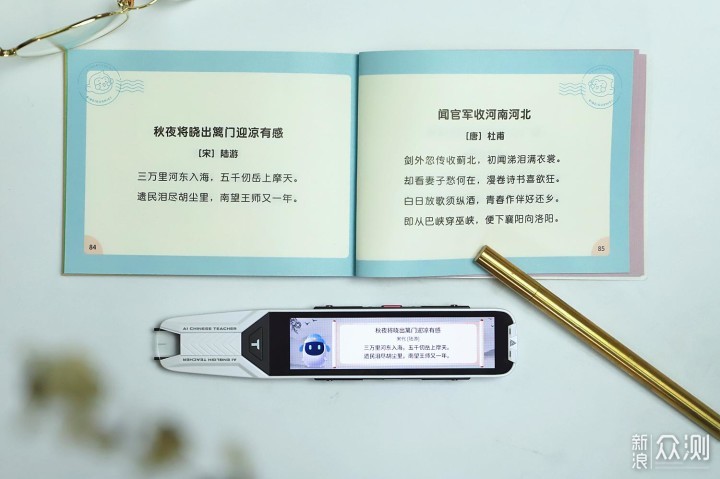 秋夜将晓出篱门迎凉有感
[宋] 陆游
三万里河东入海，五千仞岳上摩天。
遗民泪尽胡尘里，南望王师又一年。
84
闻官军收河南河北
[唐] 杜甫
剑外忽传收蓟北，初闻涕泪满衣裳。
却看妻子愁何在，漫卷诗书喜欲狂。
白日放歌须纵酒，青春作伴好还乡。
即从巴峡穿巫峡，便下襄阳向洛阳。
85
AI CHINESE TEACHER
AI ENGLISH TEACHER
T
秋夜将晓出篱门迎凉有感
宋代 [陆游]
三万里河东入海，五千仞岳上摩天。
遗民泪尽胡尘里，南望王师又一年。
新浪 众测